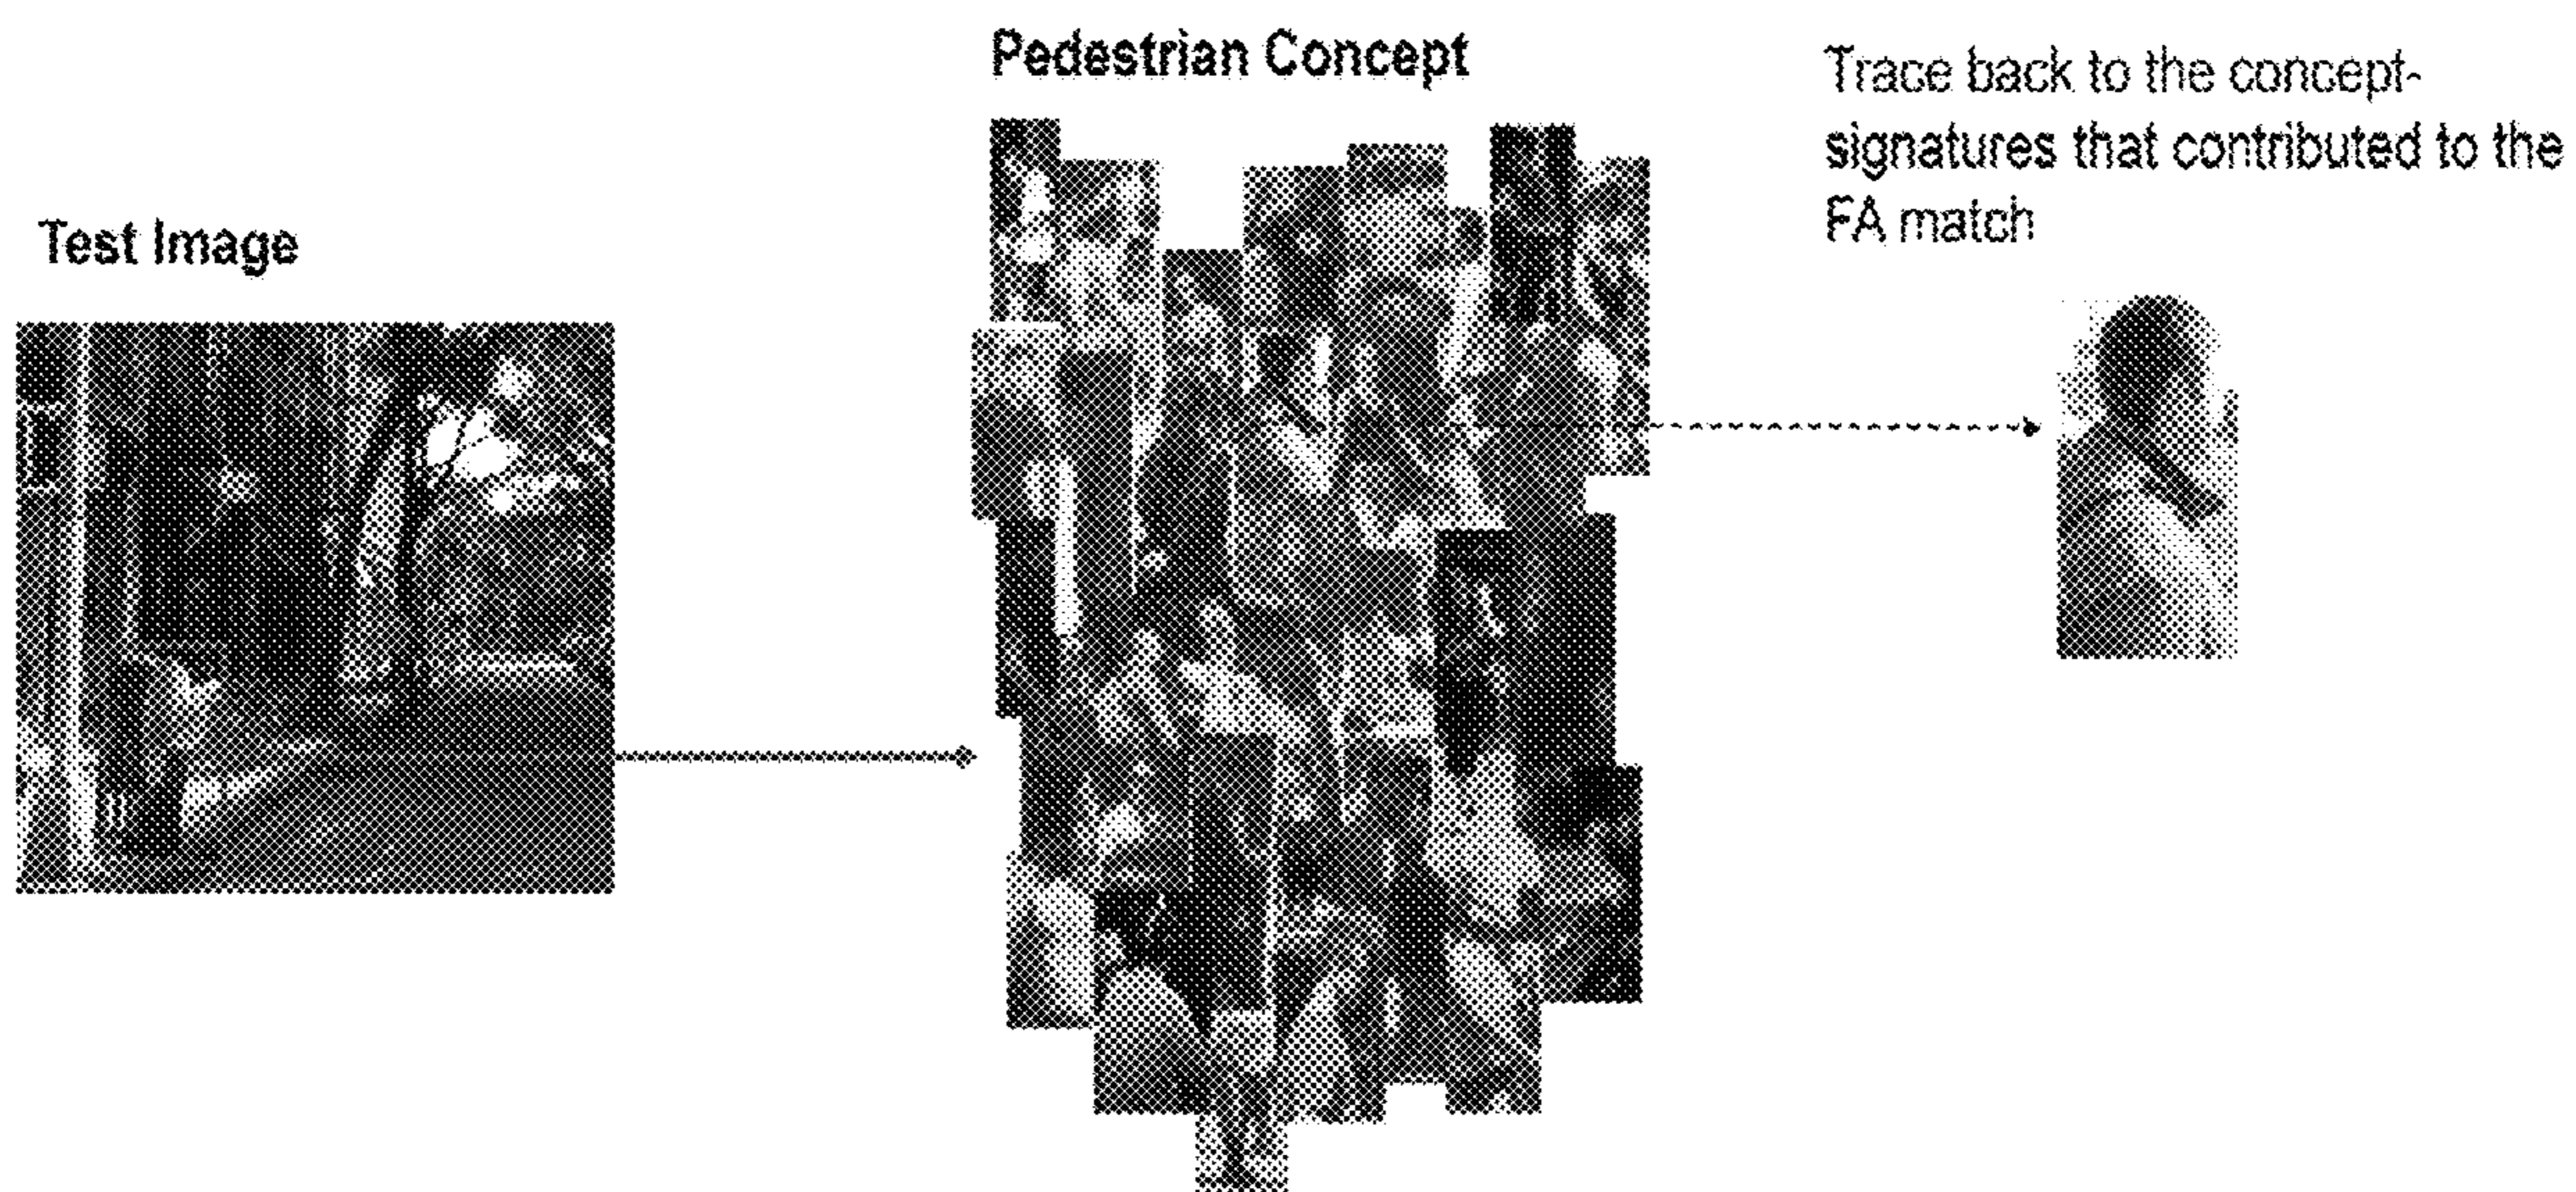 Pedestrian Concept
Trace back to the concept-
signatures that contributed to the
FA match
Test Image